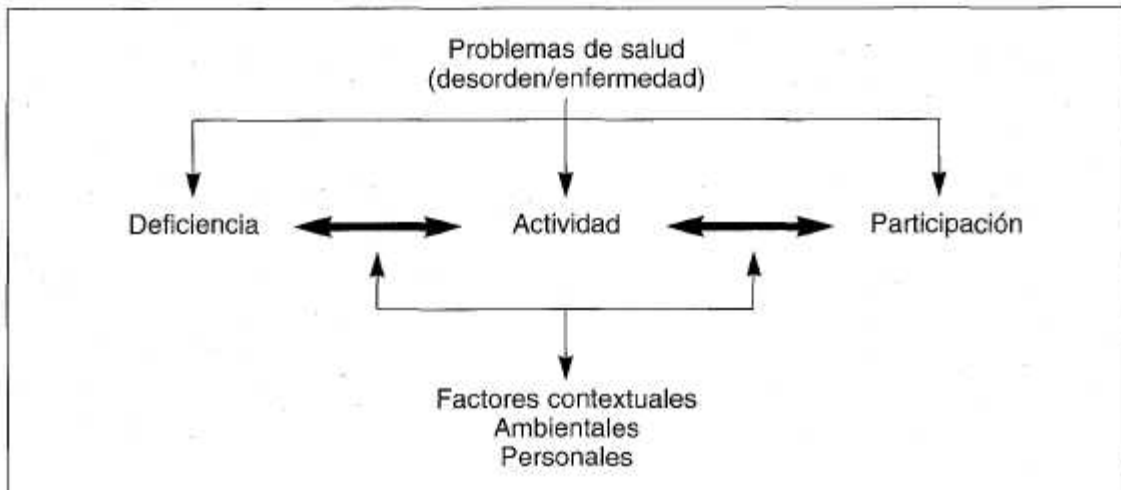 Problemas de salud
(desorden/enfermedad)
Deficiencia
Actividad
Participación
Factores contextuales
Ambientales
Personales